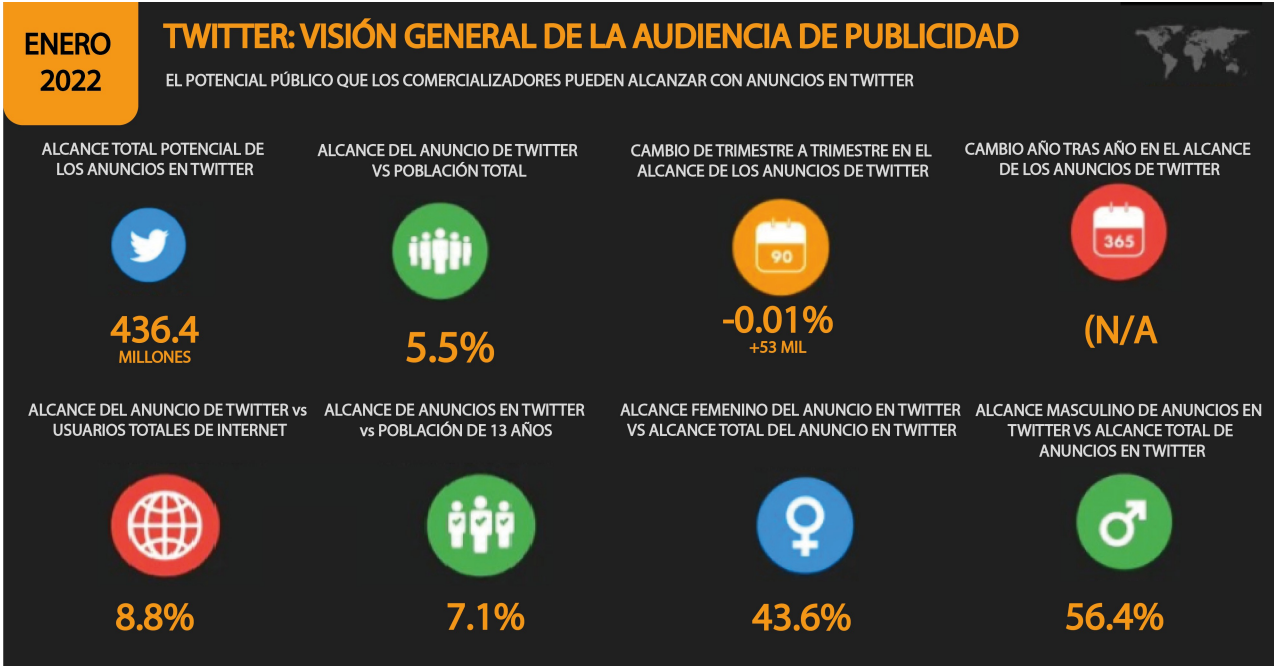 ENERO
2022
TWITTER: VISIÓN GENERAL DE LA AUDIENCIA DE PUBLICIDAD
EL POTENCIAL PÚBLICO QUE LOS COMERCIALIZADORES PUEDEN ALCANZAR CON ANUNCIOS EN TWITTER
ALCANCE TOTAL POTENCIAL DE
LOS ANUNCIOS EN TWITTER
436.4
MILLONES
ALCANCE DEL ANUNCIO DE TWITTER
VS POBLACIÓN TOTAL
5.5%
CAMBIO DE TRIMESTRE A TRIMESTRE EN EL
ALCANCE DE LOS ANUNCIOS DE TWITTER
90
-0.01%
+53 MIL
CAMBIO AÑO TRAS AÑO EN EL ALCANCE
DE LOS ANUNCIOS DE TWITTER
365
(N/A
ALCANCE DEL ANUNCIO DE TWITTER vs
USUARIOS TOTALES DE INTERNET
8.8%
ALCANCE DE ANUNCIOS EN TWITTER
vs POBLACIÓN DE 13 AÑOS
7.1%
ALCANCE FEMENINO DEL ANUNCIO EN TWITTER
VS ALCANCE TOTAL DEL ANUNCIO EN TWITTER
43.6%
ALCANCE MASCULINO DE ANUNCIOS EN
TWITTER VS ALCANCE TOTAL DE
ANUNCIOS EN TWITTER
56.4%